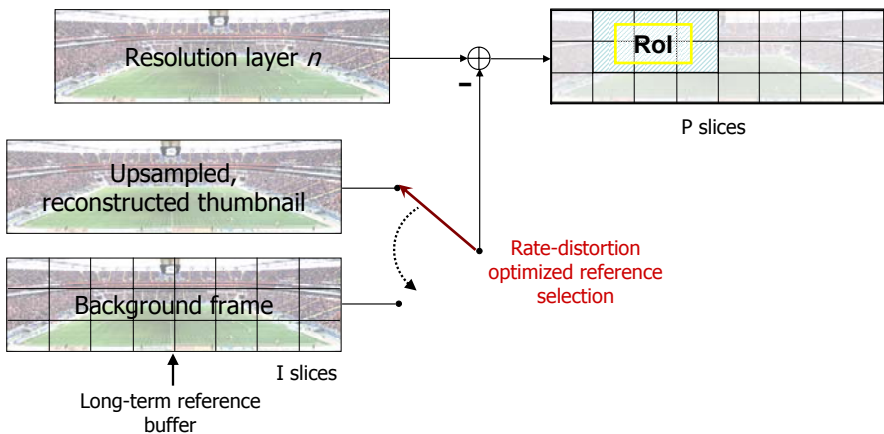 Resolution layer n
RoI
P slices
Upsampled,
reconstructed thumbnail
Rate-distortion
optimized reference
selection
Background frame
I slices
Long-term reference
buffer